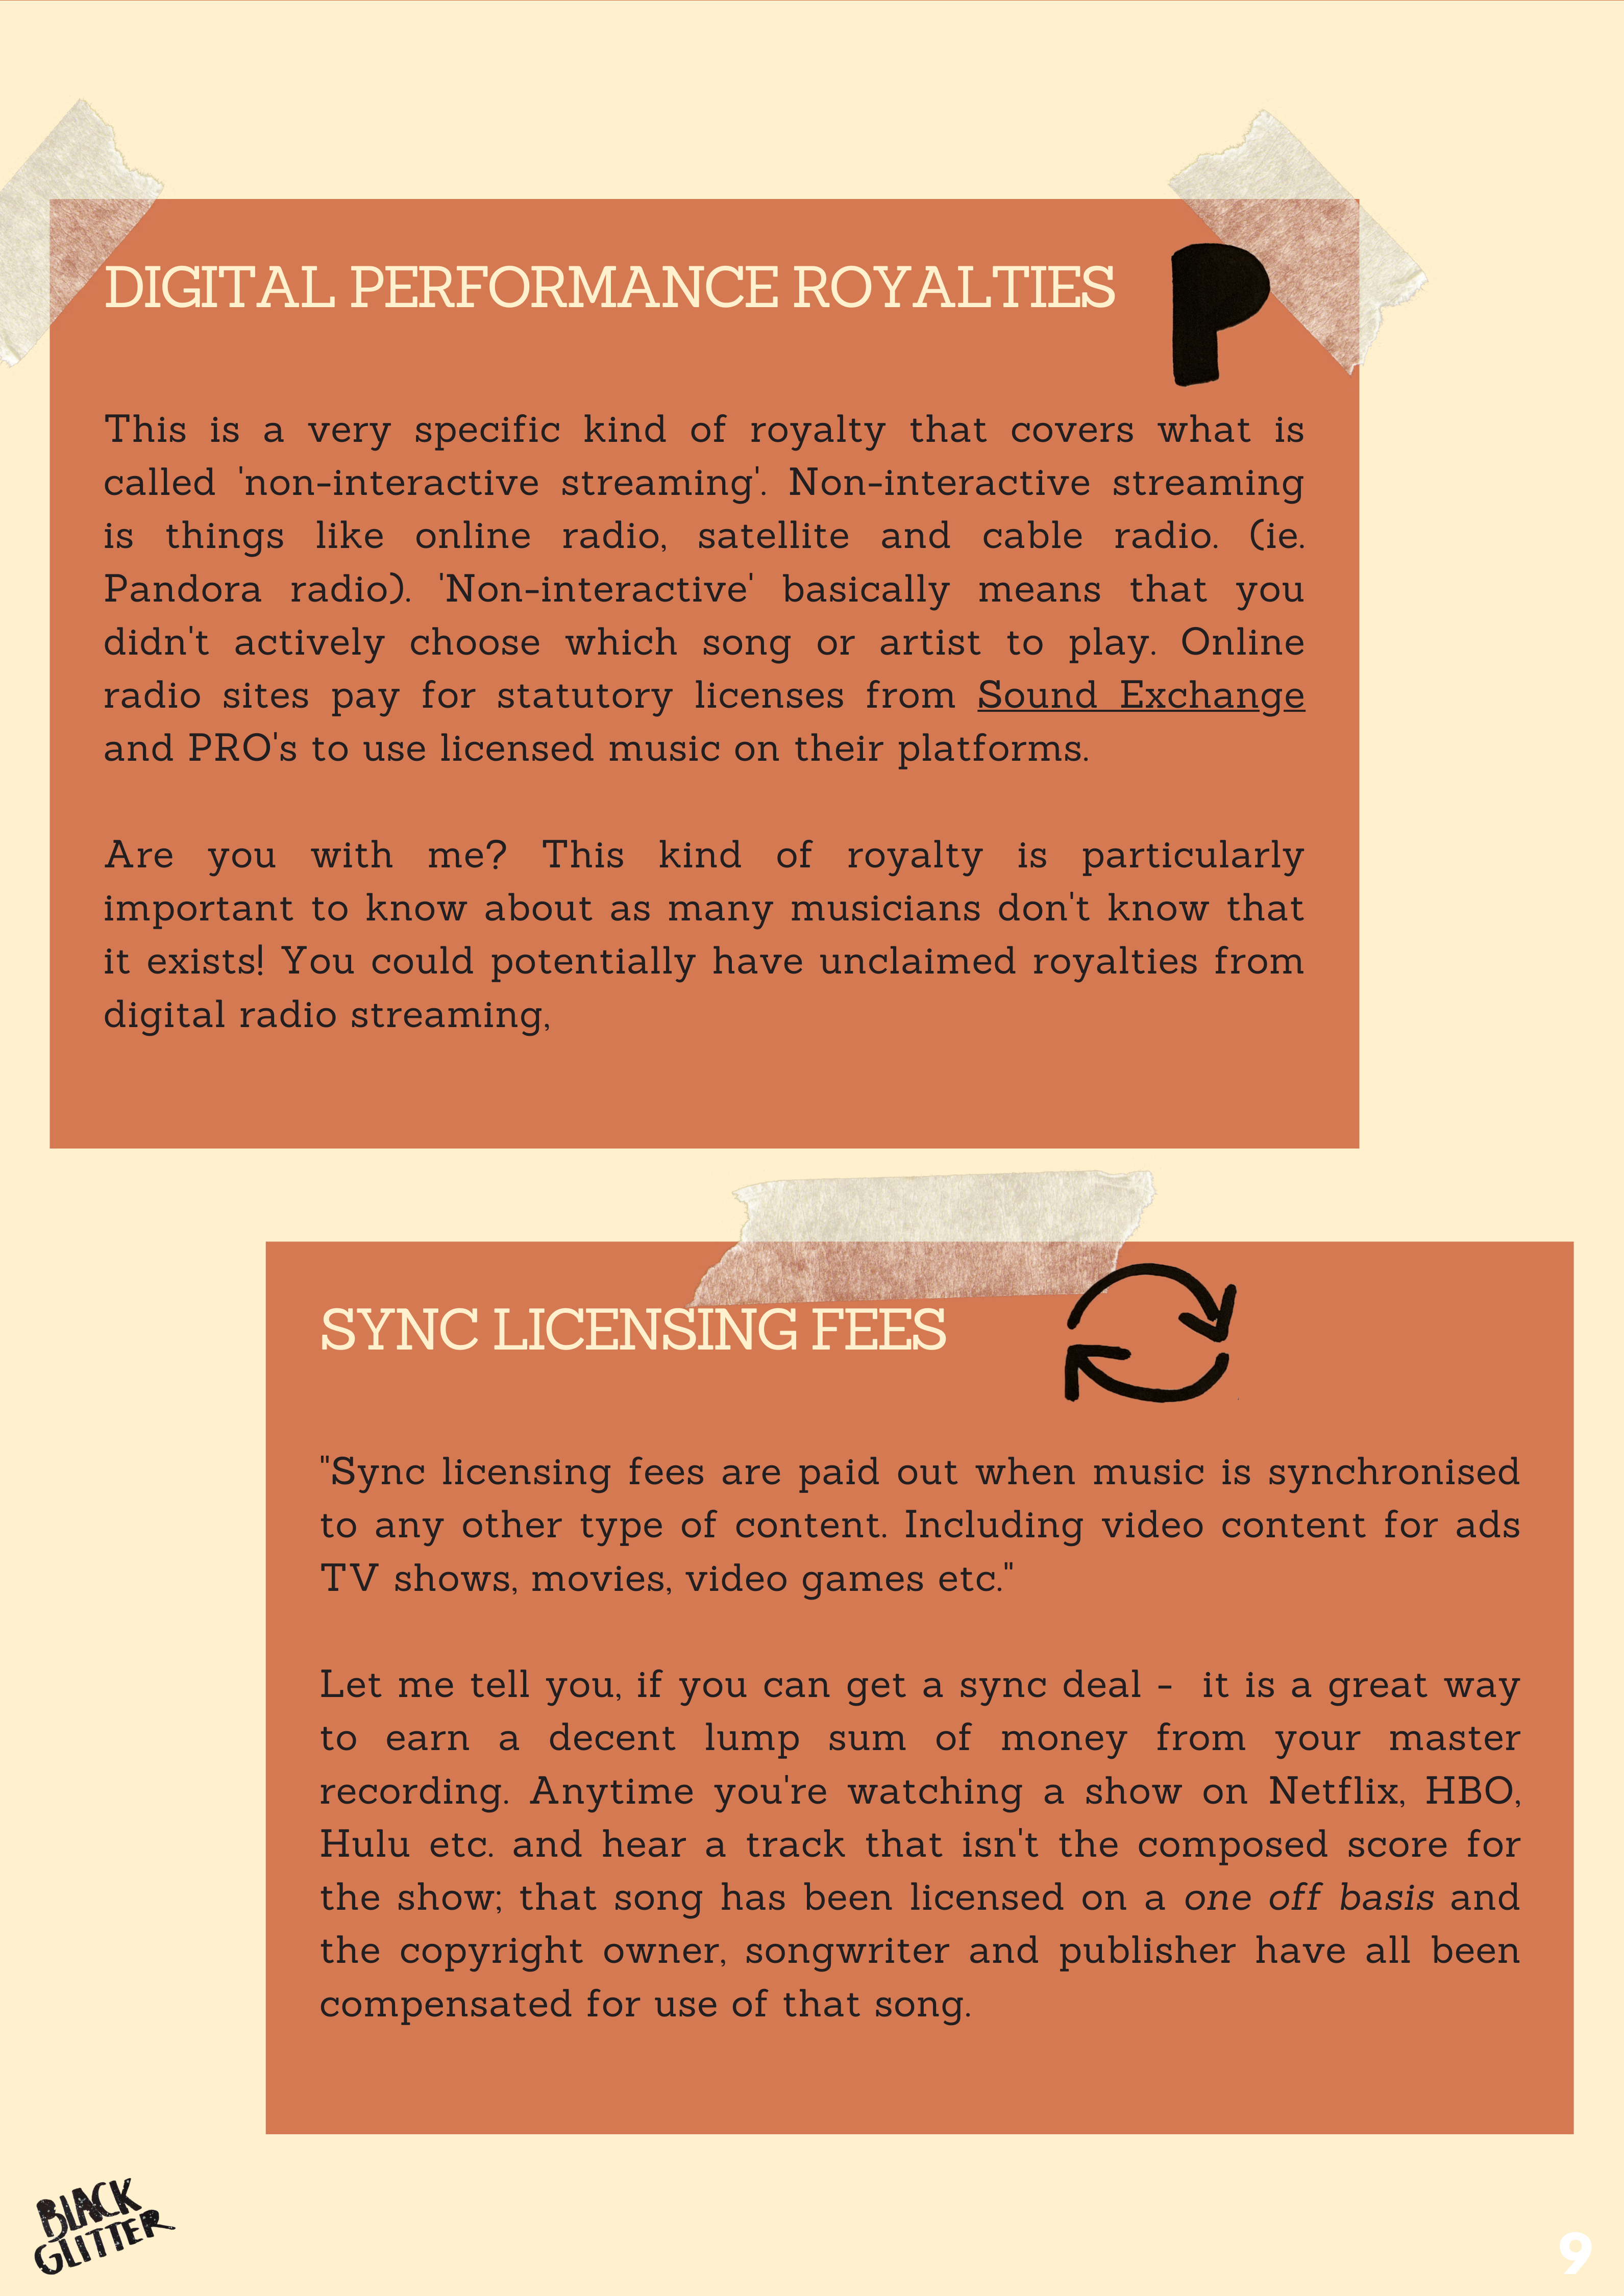 DIGITAL PERFORMANCE ROYALTIES
P
This is a very specific kind of royalty that covers what is
called 'non-interactive streaming'. Non-interactive streaming
is things like online radio, satellite and cable radio. (ie.
Pandora radio). 'Non-interactive' basically means that you
didn't actively choose which song or artist to play. Online
radio sites pay for statutory licenses from Sound Exchange
and PRO's to use licensed music on their platforms.
Are you with me? This kind of royalty is particularly
important to know about as many musicians don't know that
it exists! You could potentially have unclaimed royalties from
digital radio streaming,
SYNC LICENSING FEES
"Sync licensing fees are paid out when music is synchronised
to any other type of content. Including video content for ads
TV shows, movies, video games etc."
Let me tell you, if you can get a sync deal - it is a great way
to earn a decent lump sum of money from your master
recording. Anytime you're watching a show on Netflix, HBO,
Hulu etc. and hear a track that isn't the composed score for
the show; that song has been licensed on a one off basis and
the copyright owner, songwriter and publisher have all been
compensated for use of that song.
BLACK
GLITTER
9